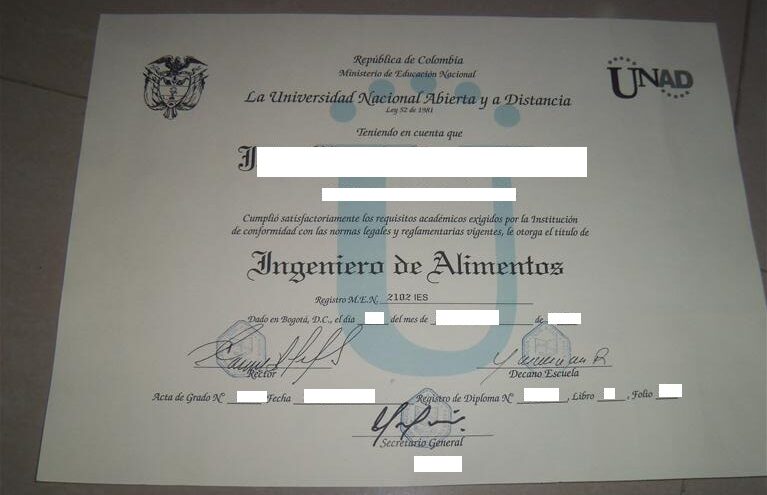 República de Colombia
Ministerio de Educación Nacional
La Universidad Nacional Abierta y a Distancia
Ley 52 de 1981
UNAD
Teniendo en cuenta que
Cumplió satisfactoriamente los requisitos académicos exigidos por la Institución
de conformidad con las normas legales y reglamentarias vigentes, le otorga el título de
Ingeniero de Alimentos
Registro M.E.N. 2102 IES
Dado en Bogotá, D.C., el día del mes de de
Rector
Decano Escuela
Acta de Grado N° Fecha Registro de Diploma N° , Libro , Folio
Secretario General